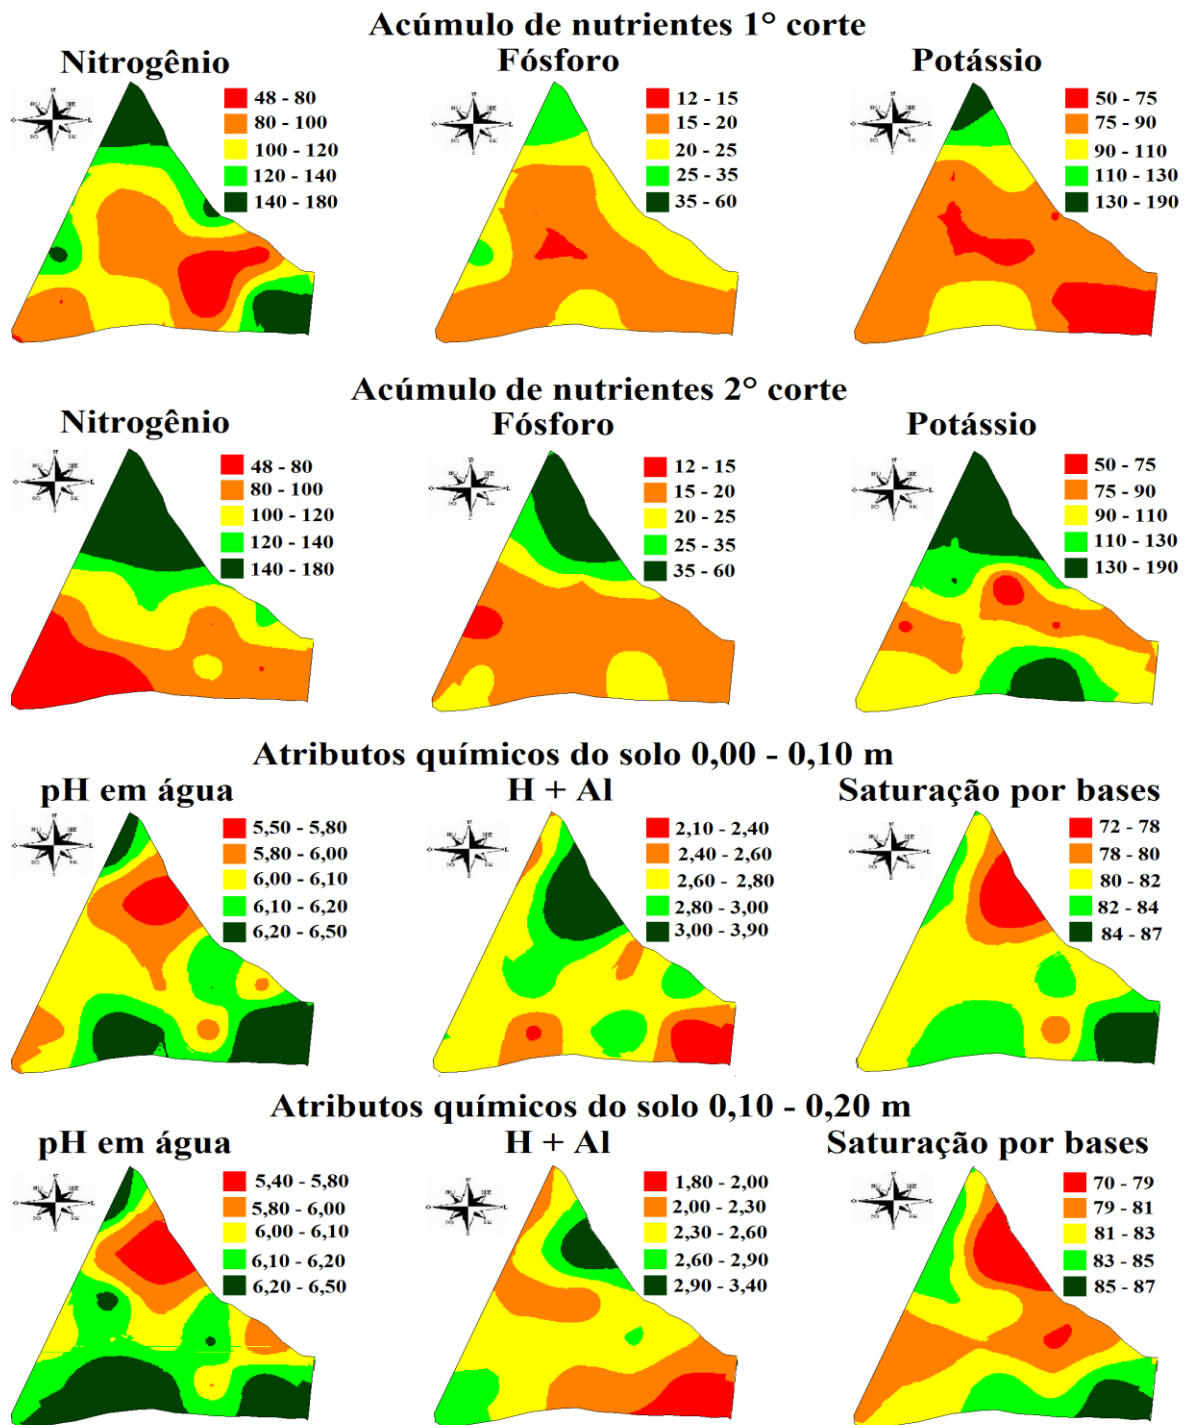 Acúmulo de nutrientes 1° corte
Nitrogênio
Fósforo
Potássio
48 - 80
80 - 100
100 - 120
120 - 140
140 - 180
12 - 15
15 - 20
20 - 25
25 - 35
35 - 60
50 - 75
75 - 90
90 - 110
110 - 130
130 - 190
Acúmulo de nutrientes 2° corte
Nitrogênio
Fósforo
Potássio
48 - 80
80 - 100
100 - 120
120 - 140
140 - 180
12 - 15
15 - 20
20 - 25
25 - 35
35 - 60
50 - 75
75 - 90
90 - 110
110 - 130
130 - 190
Atributos químicos do solo 0,00 - 0,10 m
pH em água
H + Al
Saturação por bases
5,50 - 5,80
5,80 - 6,00
6,00 - 6,10
6,10 - 6,20
6,20 - 6,50
2,10 - 2,40
2,40 - 2,60
2,60 - 2,80
2,80 - 3,00
3,00 - 3,90
72 - 78
78 - 80
80 - 82
82 - 84
84 - 87
Atributos químicos do solo 0,10 - 0,20 m
pH em água
H + Al
Saturação por bases
5,40 - 5,80
5,80 - 6,00
6,00 - 6,10
6,10 - 6,20
6,20 - 6,50
1,80 - 2,00
2,00 - 2,30
2,30 - 2,60
2,60 - 2,90
2,90 - 3,40
70 - 79
79 - 81
81 - 83
83 - 85
85 - 87